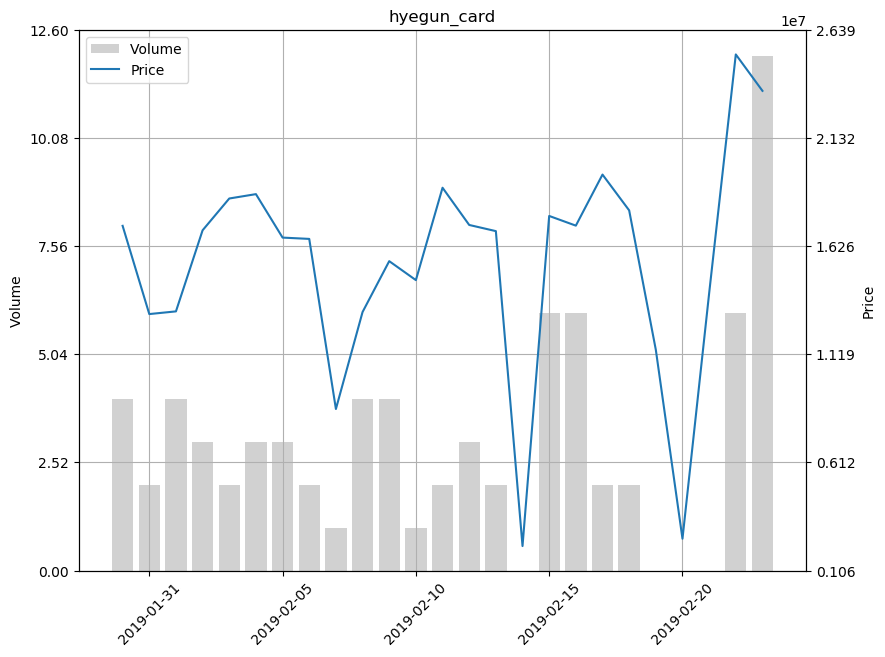 hyegun_card
1e7
12.60
10.08
7.56
5.04
2.52
0.00
Volume
Volume
Price
2.639
2.132
1.626
1.119
0.612
0.106
Price
2019-01-31
2019-02-05
2019-02-10
2019-02-15
2019-02-20